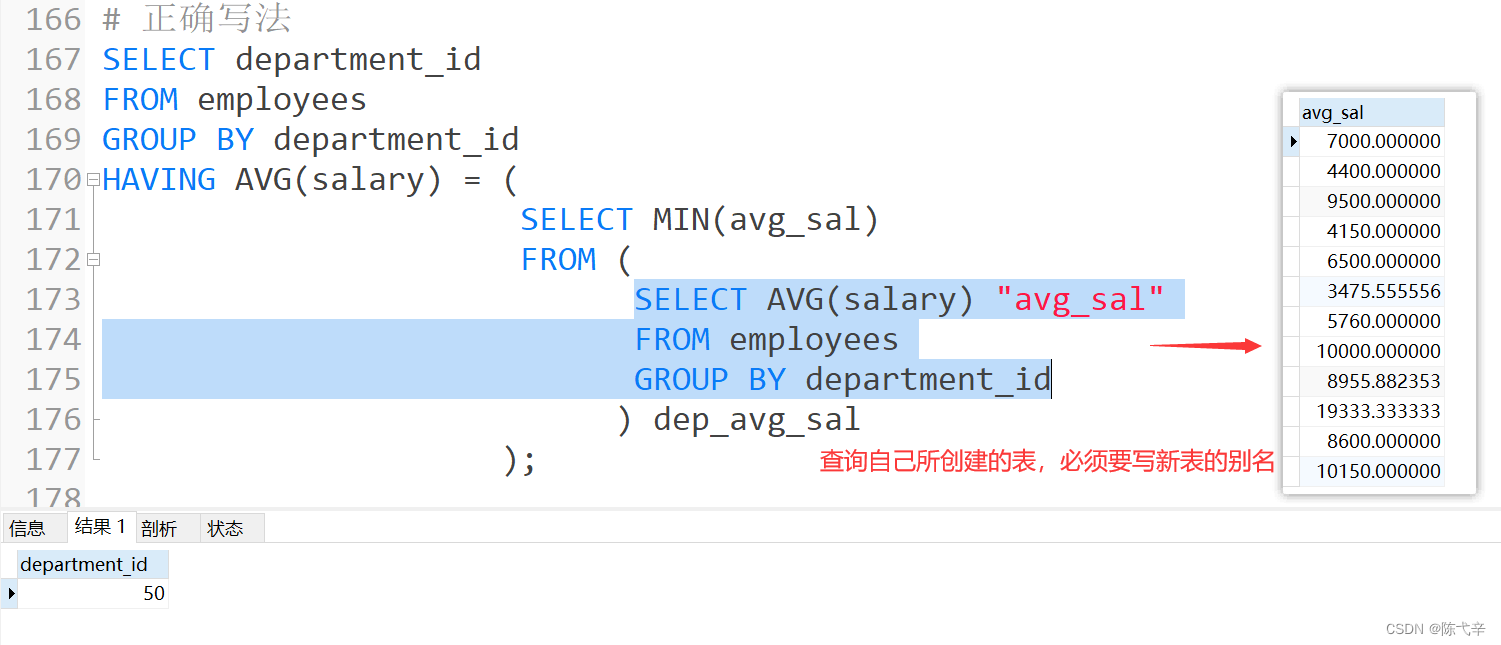 166 # 正确写法
167 SELECT department_id
168 FROM employees
169 GROUP BY department_id
170 HAVING AVG(salary) = (
171 SELECT MIN(avg_sal)
172 FROM (
173 SELECT AVG(salary) "avg_sal"
174 FROM employees
175 GROUP BY department_id
176 ) dep_avg_sal
177 );
178
查询自己所创建的表，必须要写新表的别名
avg_sal
7000.000000
4400.000000
9500.000000
4150.000000
6500.000000
3475.555556
5760.000000
10000.000000
8955.882353
19333.333333
8600.000000
10150.000000
信息 结果 1 剖析 状态
department_id
50
CSDN @陈弋辛